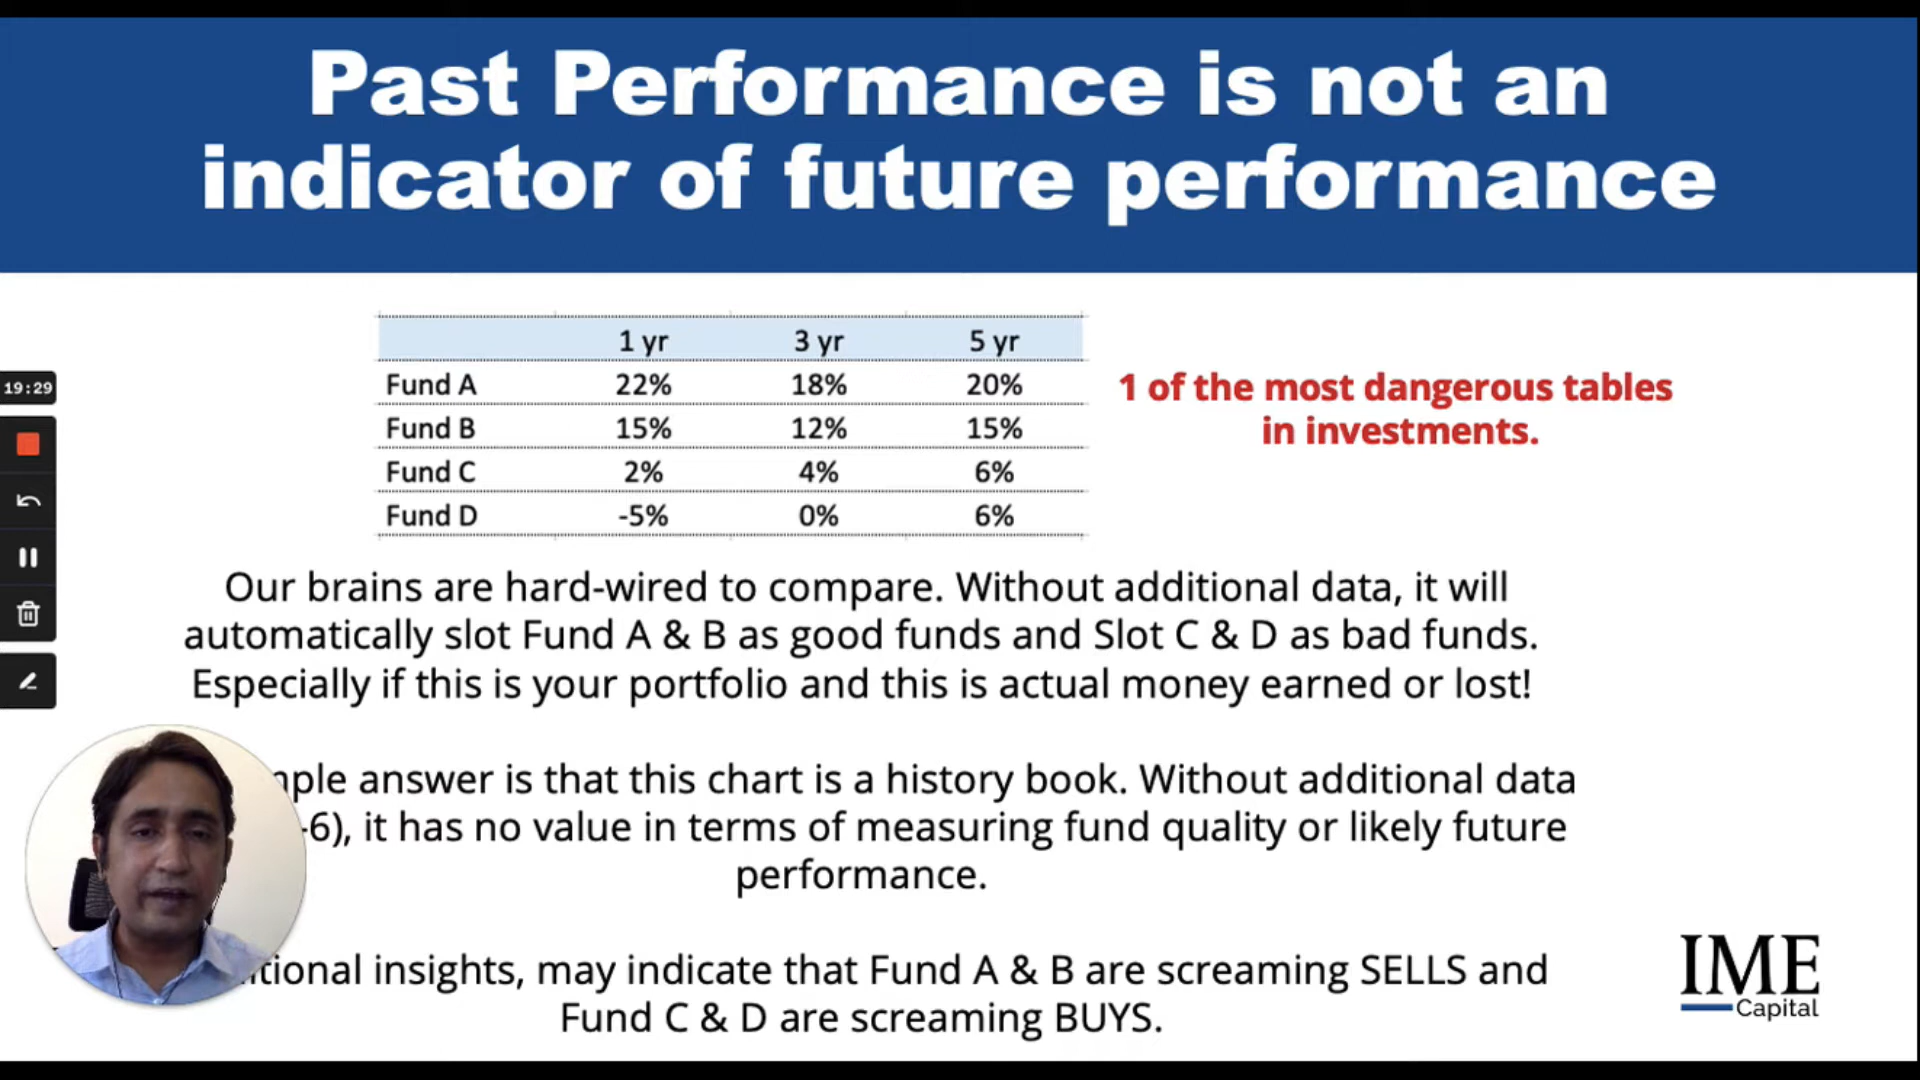 Past Performance is not an
indicator of future performance
1 yr 3 yr 5 yr
Fund A 22% 18% 20%
Fund B 15% 12% 15%
Fund C 2% 4% 6%
Fund D -5% 0% 6%
1 of the most dangerous tables
in investments.
19:29
Our brains are hard-wired to compare. Without additional data, it will
automatically slot Fund A & B as good funds and Slot C & D as bad funds.
Especially if this is your portfolio and this is actual money earned or lost!
answer is that this chart is a history book. Without additional data
-6), it has no value in terms of measuring fund quality or likely future
performance.
insights, may indicate that Fund A & B are screaming SELLS and
Fund C & D are screaming BUYS.
IME
Capital